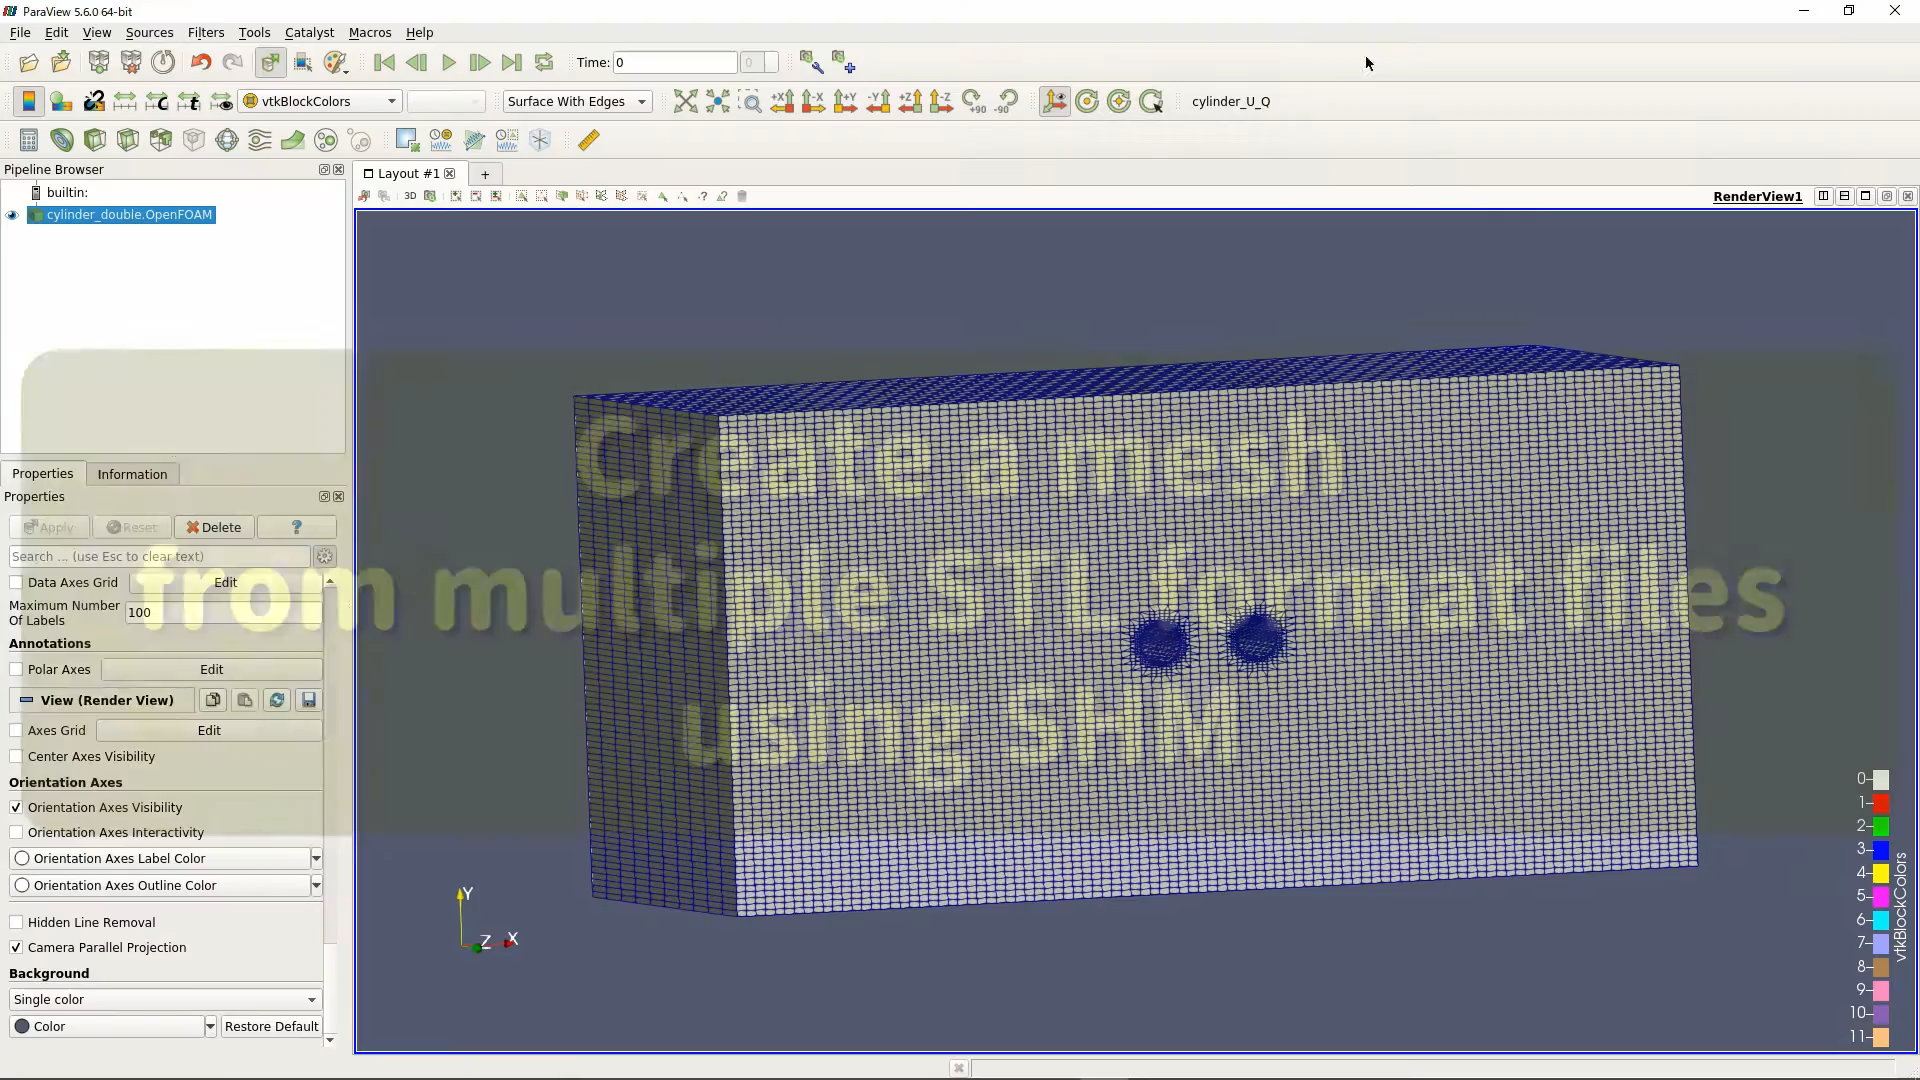 ParaView 5.6.0 64-bit
File Edit View Sources Filters Tools Catalyst Macros Help
Time: 0 0
vtkBlockColors Surface With Edges +X -X +Y -Y +Z -Z +90 -90 cylinder_U_Q
Pipeline Browser
builtin:
cylinder_double.OpenFOAM
Layout #1 +
3D RenderView1
Properties Information
Properties
Apply Reset Delete ?
Search ... (use Esc to clear text)
Data Axes Grid Edit
Maximum Number
Of Labels 100
Annotations
Polar Axes Edit
View (Render View)
Axes Grid Edit
Center Axes Visibility
Orientation Axes
Orientation Axes Visibility
Orientation Axes Interactivity
Orientation Axes Label Color
Orientation Axes Outline Color
Hidden Line Removal
Camera Parallel Projection
Background
Single color
Color Restore Default
Create a mesh
from multiple STL format files
using SHM
Y
Z X
0
1
2
3
4
5
6
7
8
9
10
11
vtkBlockColors